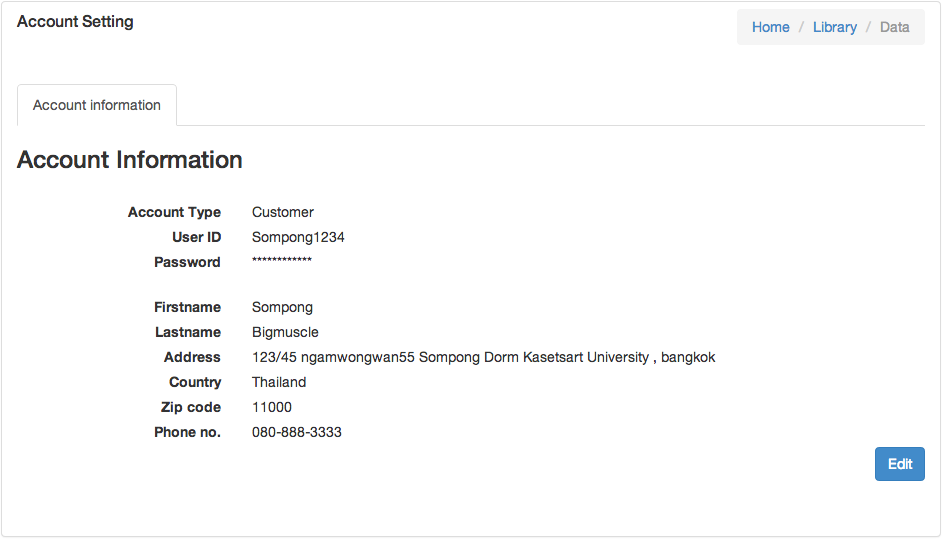 Account Setting
Home / Library / Data
Account information
Account Information
Account Type Customer
User ID Sompong1234
Password ************
Firstname Sompong
Lastname Bigmuscle
Address 123/45 ngamwongwan55 Sompong Dorm Kasetsart University , bangkok
Country Thailand
Zip code 11000
Phone no. 080-888-3333
Edit